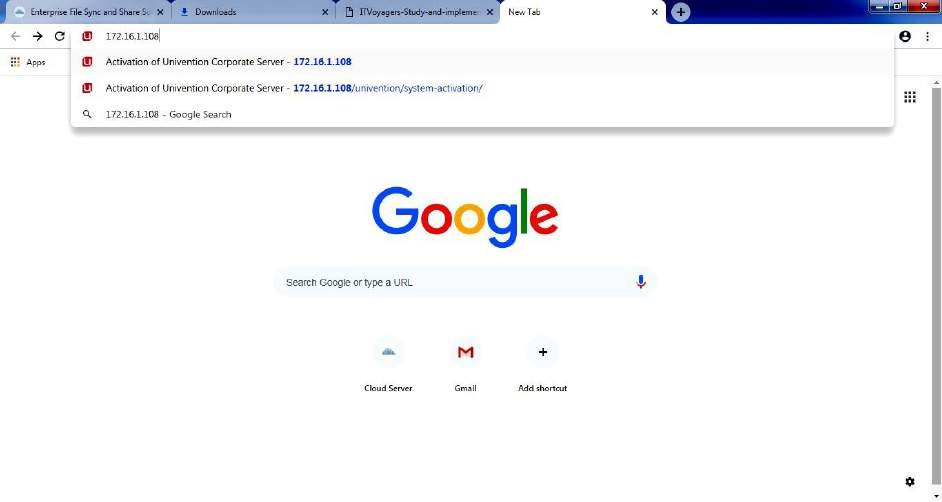 Enterprise File Sync and Share So
Downloads
ITVoyagers-Study-and-implemen
New Tab
172.16.1.108
Apps
Activation of Univention Corporate Server - 172.16.1.108
Activation of Univention Corporate Server - 172.16.1.108/univention/system-activation/
172.16.1.108 - Google Search
Google
Search Google or type a URL
Cloud Server
Gmail
Add shortcut